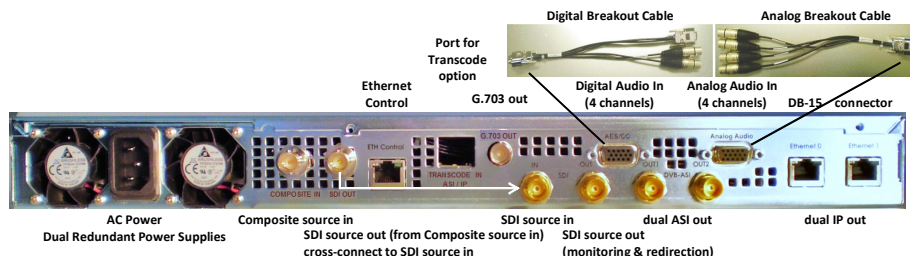 Digital Breakout Cable
Analog Breakout Cable
Port for
Transcode
option
Ethernet
Control
G.703 out
Digital Audio In
(4 channels)
Analog Audio In
(4 channels)
DB-15 connector
G.703 OUT
ETH Control
AES/GC
Analog Audio
Ethernet 0
Ethernet 1
COMPOSITE IN
SDI OUT
TRANSCODE IN
ASI / IP
IN
SDI
OUT
OUT1
DVB-ASI
OUT2
AC Power
Dual Redundant Power Supplies
Composite source in
SDI source out (from Composite source in)
cross-connect to SDI source in
SDI source in
SDI source out
(monitoring & redirection)
dual ASI out
dual IP out